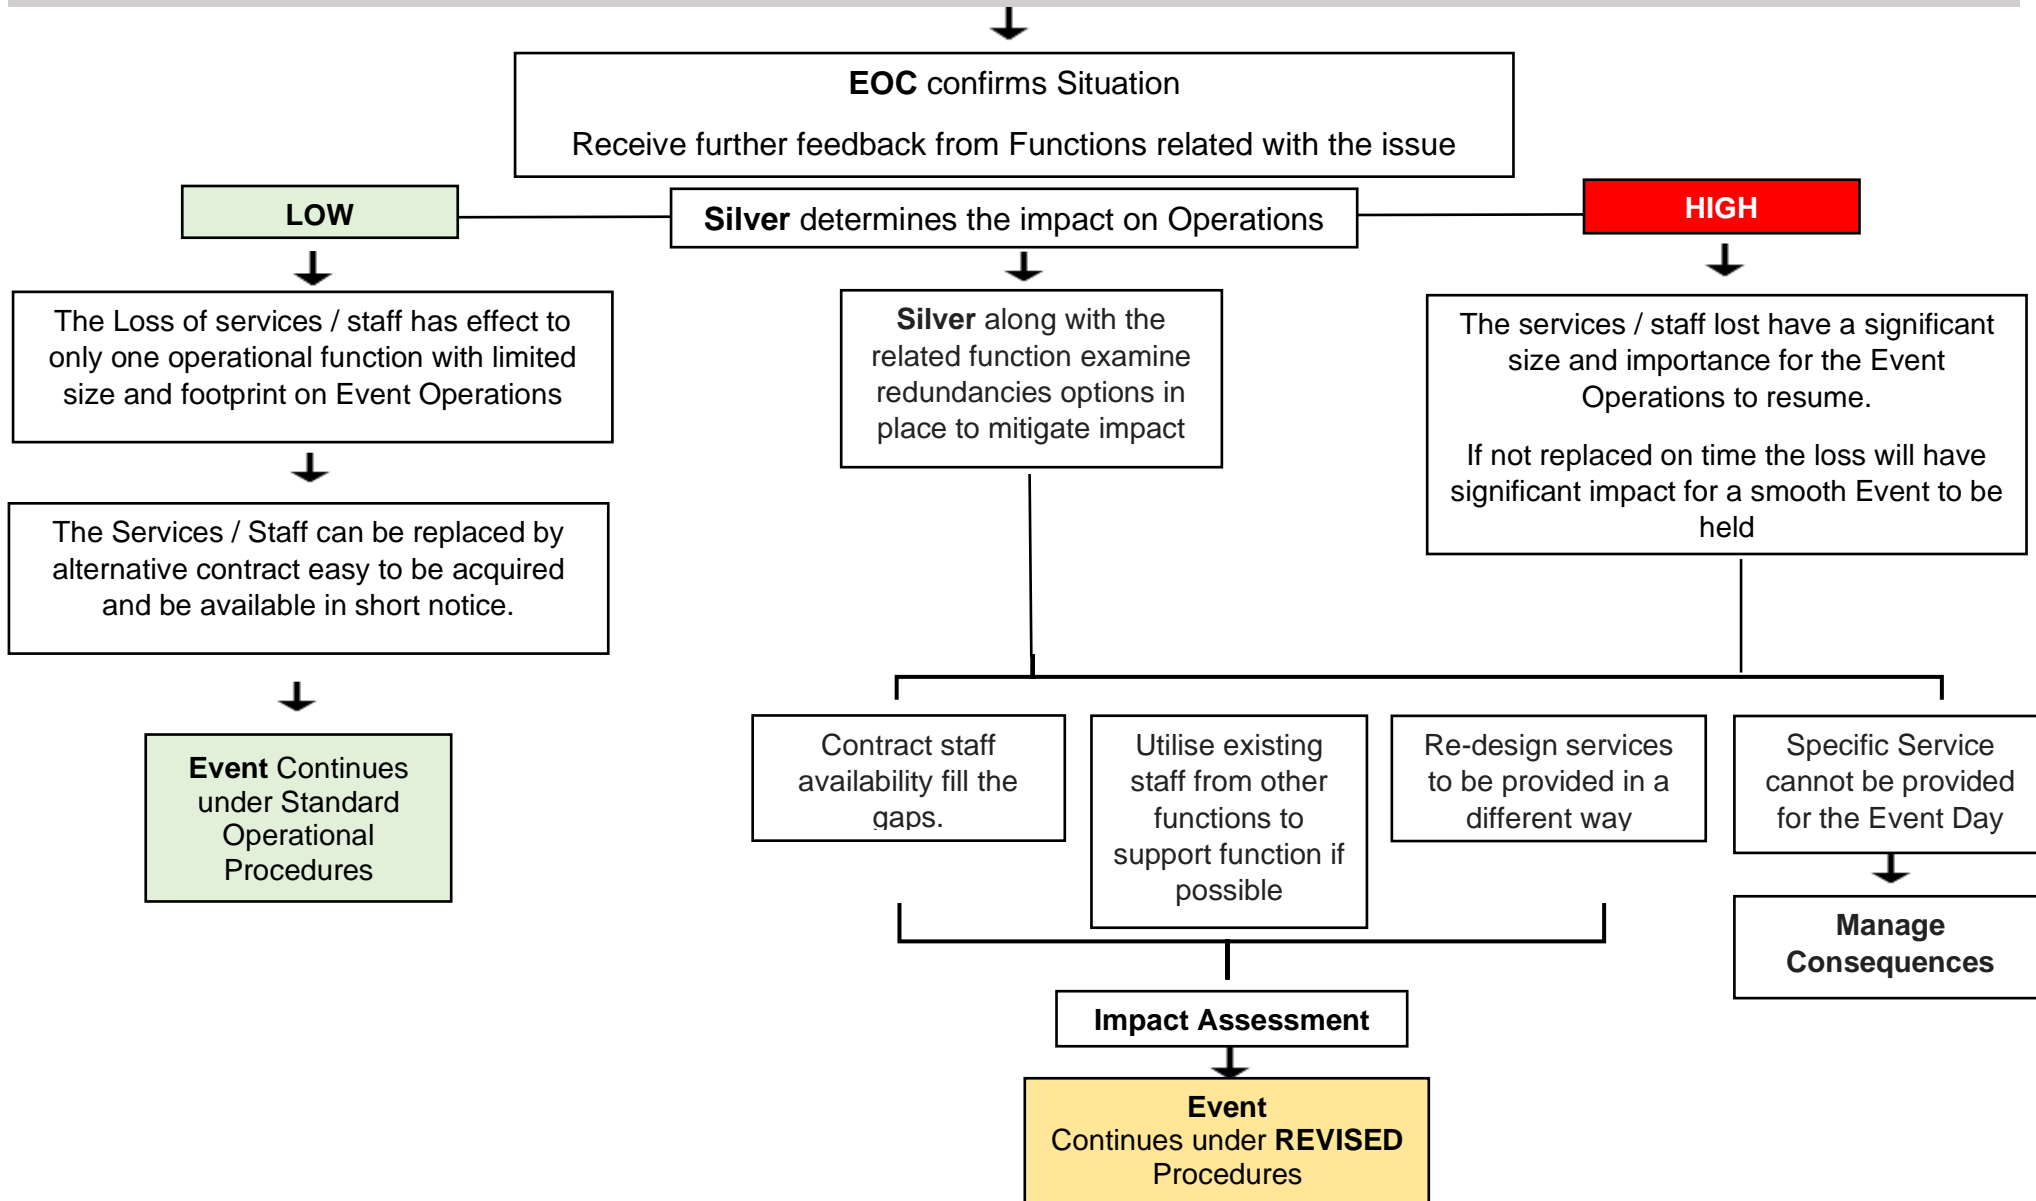 EOC confirms Situation
Receive further feedback from Functions related with the issue
LOW
Silver determines the impact on Operations
HIGH
The Loss of services / staff has effect to
only one operational function with limited
size and footprint on Event Operations
Silver along with the
related function examine
redundancies options in
place to mitigate impact
The services / staff lost have a significant
size and importance for the Event
Operations to resume.
If not replaced on time the loss will have
significant impact for a smooth Event to be
held
The Services / Staff can be replaced by
alternative contract easy to be acquired
and be available in short notice.
Event Continues
under Standard
Operational
Procedures
Contract staff
availability fill the
gaps.
Utilise existing
staff from other
functions to
support function if
possible
Re-design services
to be provided in a
different way
Specific Service
cannot be provided
for the Event Day
Manage
Consequences
Impact Assessment
Event
Continues under REVISED
Procedures